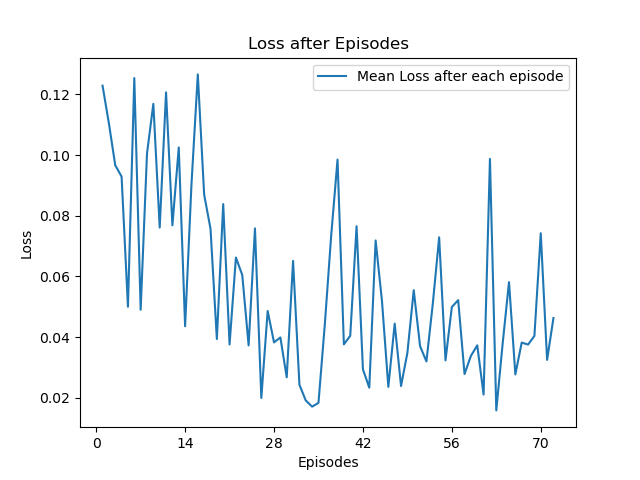 Loss after Episodes
Mean Loss after each episode
0.12
0.10
0.08
0.06
0.04
0.02
Loss
0 14 28 42 56 70
Episodes